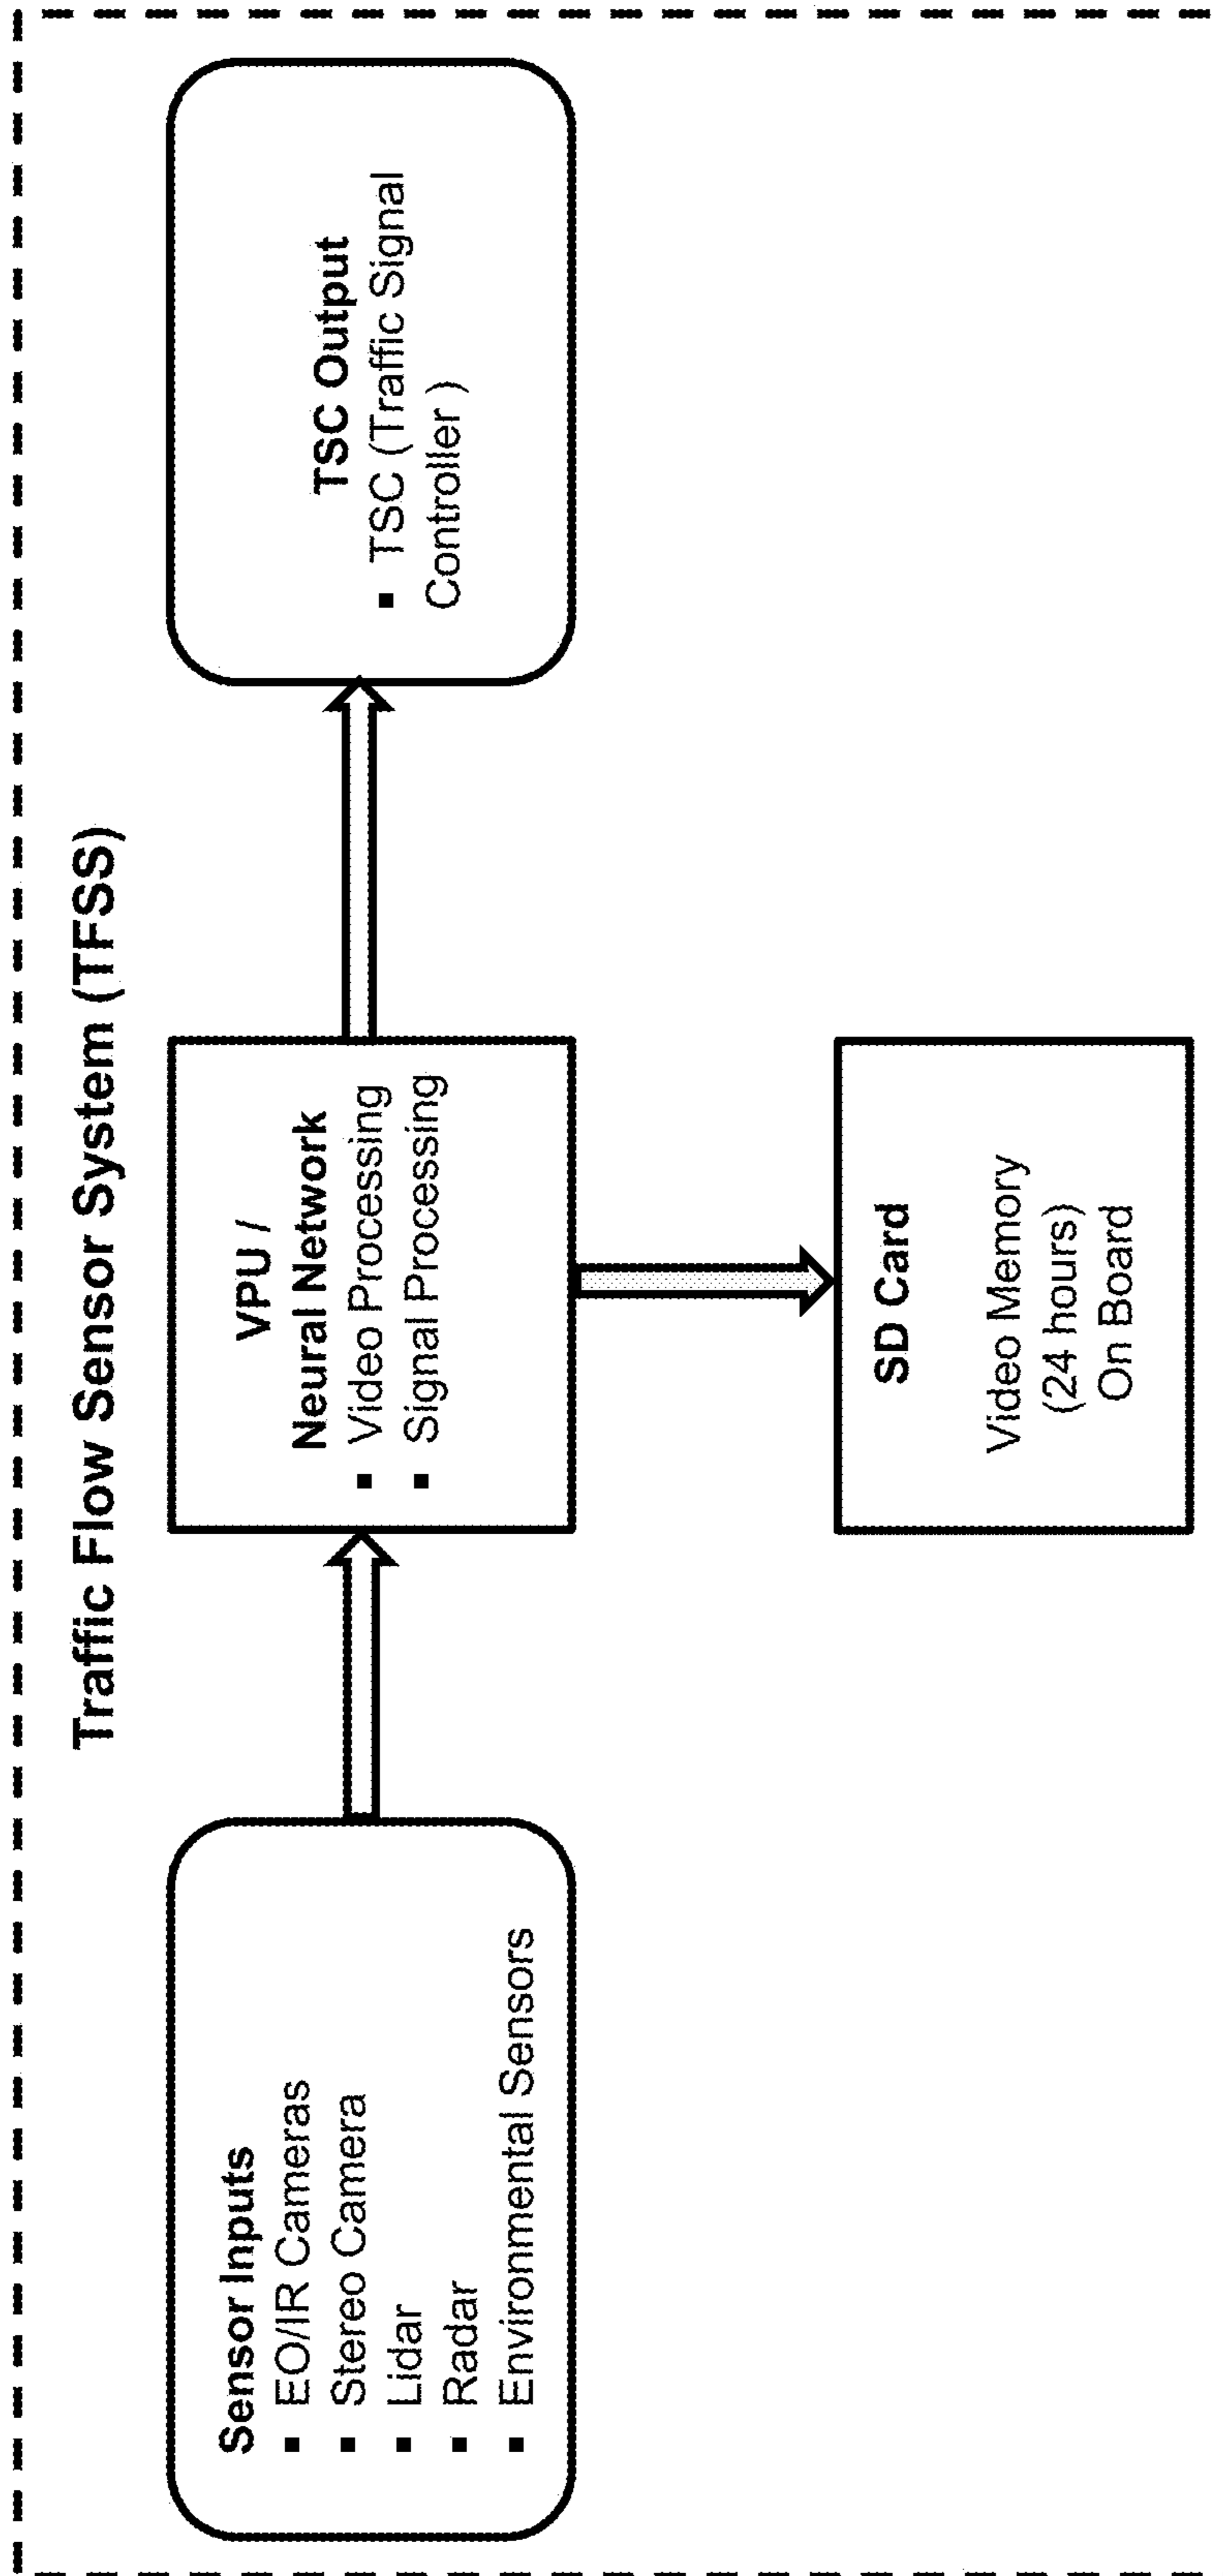 Traffic Flow Sensor System (TFSS)
Sensor Inputs
▪ EO/IR Cameras
▪ Stereo Camera
▪ Lidar
▪ Radar
▪ Environmental Sensors
VPU /
Neural Network
▪ Video Processing
▪ Signal Processing
TSC Output
▪ TSC (Traffic Signal
Controller )
SD Card
Video Memory
(24 hours)
On Board